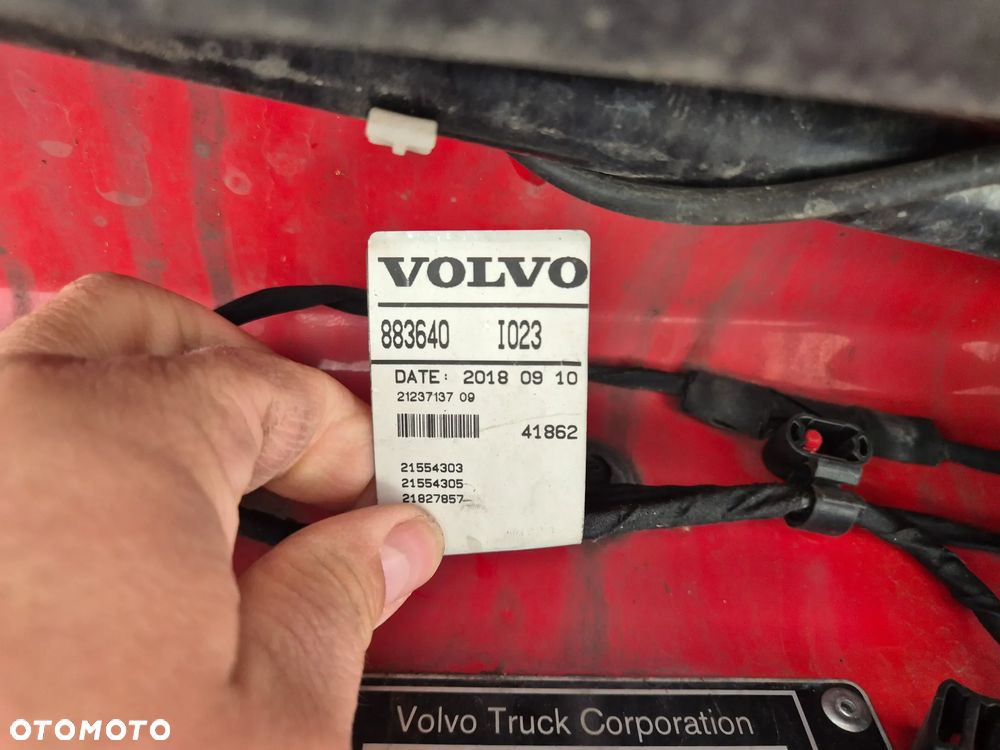 VOLVO
883640 I023
DATE: 2018 09 10
21237137 09
41862
21554303
21554305
21827857
Volvo Truck Corporation
OTOMOTO